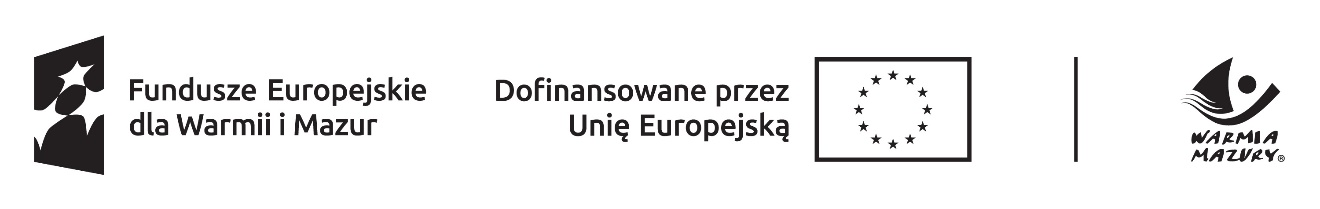 Fundusze Europejskie
dla Warmii i Mazur
Dofinansowane przez
Unię Europejską
WARMIA
MAZURY®